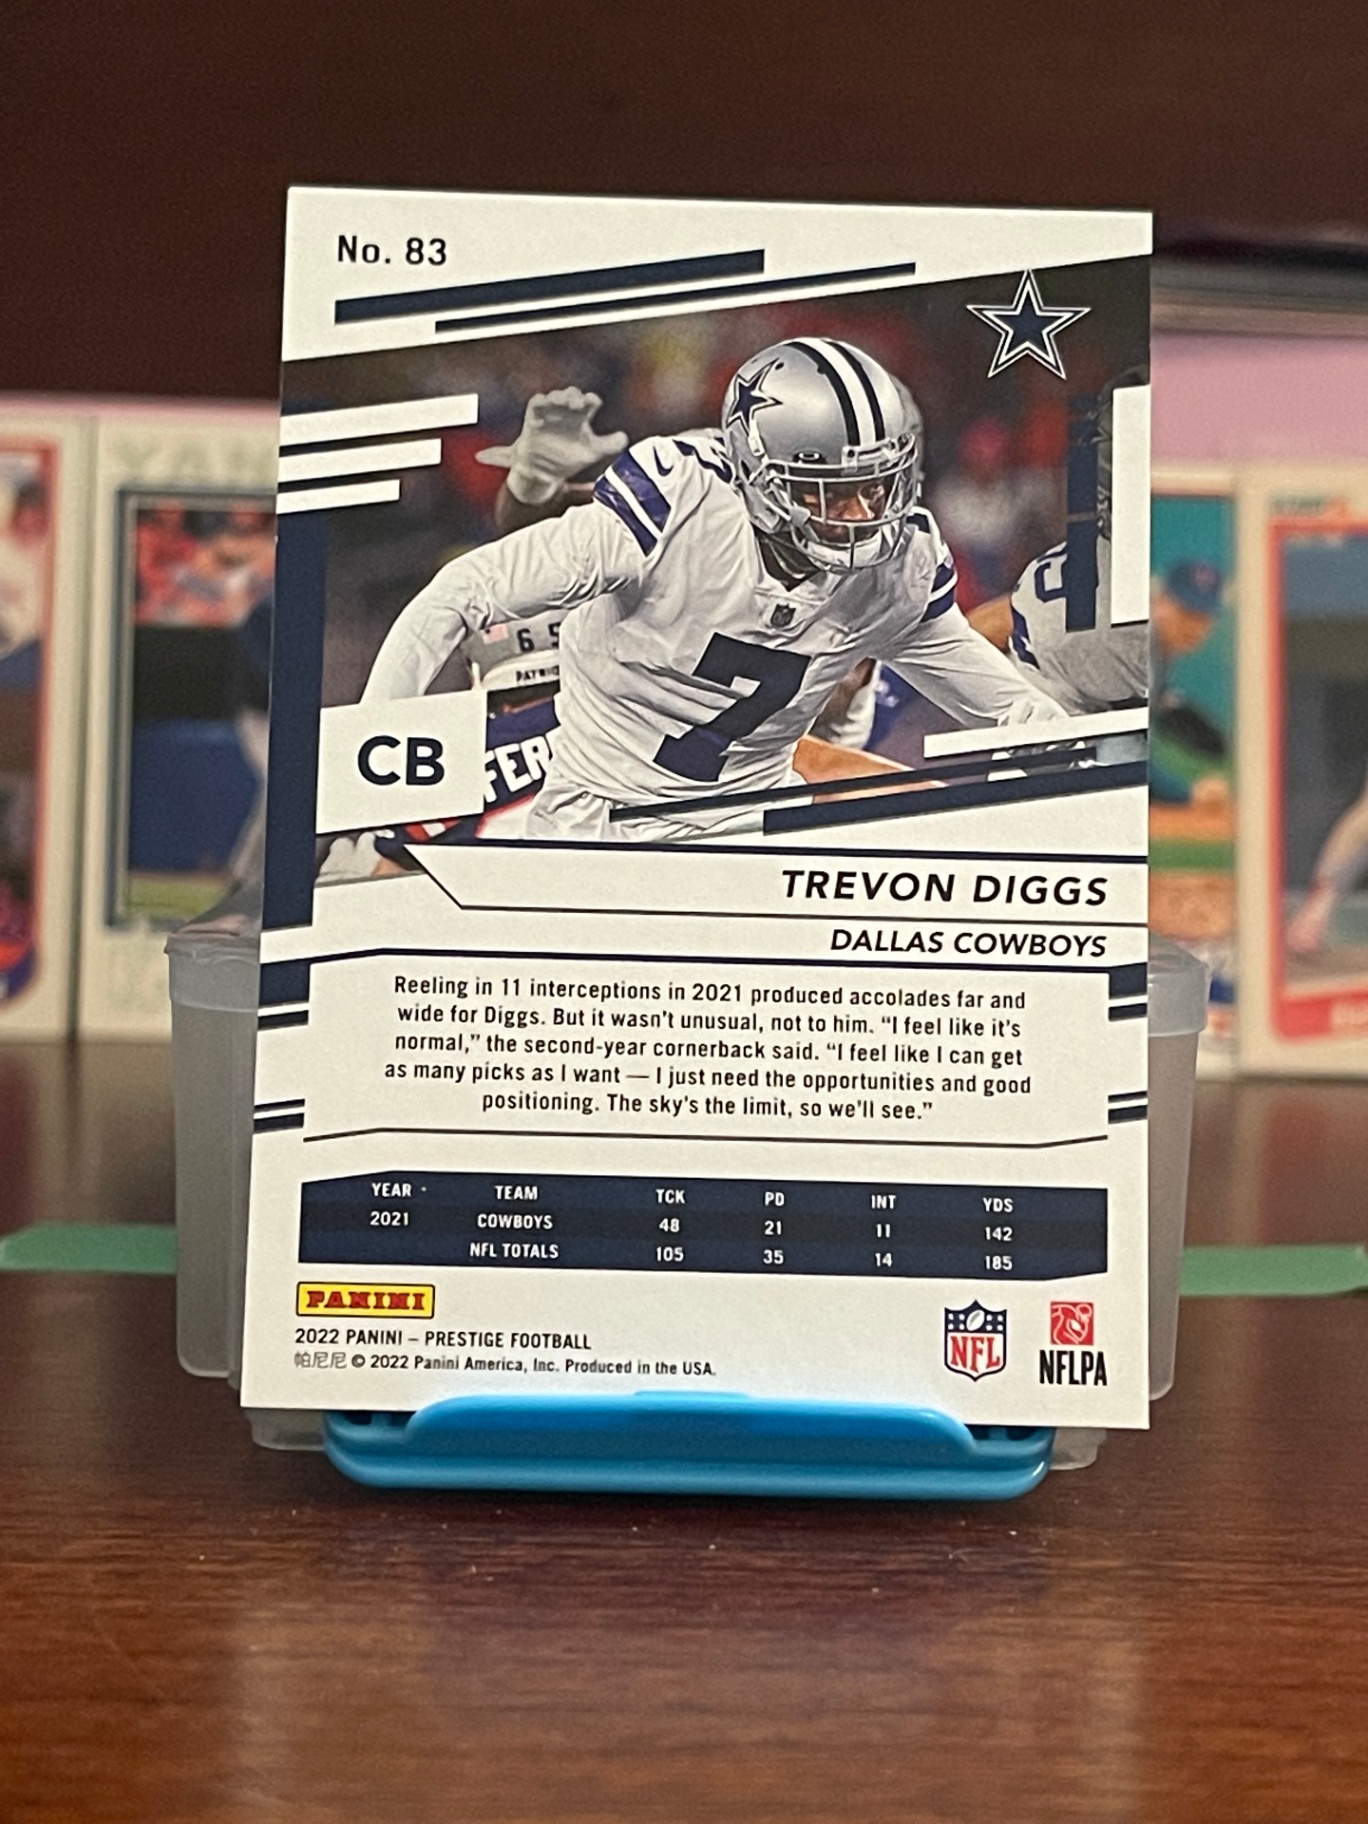 No. 83
6 5
PATRIO
7
FER
CB
TREVON DIGGS
DALLAS COWBOYS
Reeling in 11 interceptions in 2021 produced accolades far and
wide for Diggs. But it wasn't unusual, not to him. “I feel like it's
normal,” the second-year cornerback said. “I feel like I can get
as many picks as I want — I just need the opportunities and good
positioning. The sky's the limit, so we'll see.”
YEAR TEAM TCK PD INT YDS
2021 COWBOYS 48 21 11 142
NFL TOTALS 105 35 14 185
PANINI
2022 PANINI – PRESTIGE FOOTBALL
帕尼尼 © 2022 Panini America, Inc. Produced in the USA.
NFL
NFLPA